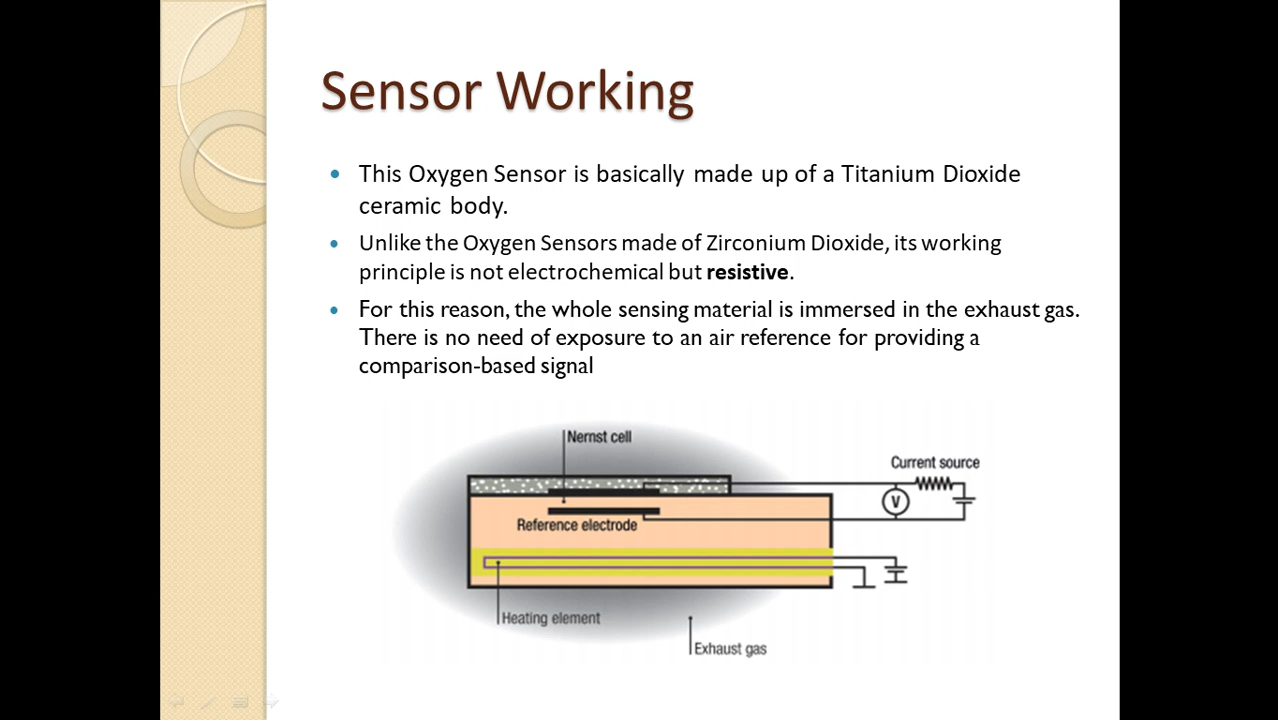 Sensor Working
• This Oxygen Sensor is basically made up of a Titanium Dioxide
ceramic body.
• Unlike the Oxygen Sensors made of Zirconium Dioxide, its working
principle is not electrochemical but resistive.
• For this reason, the whole sensing material is immersed in the exhaust gas.
There is no need of exposure to an air reference for providing a
comparison-based signal
Nernst cell
Current source
V
Reference electrode
Heating element
Exhaust gas